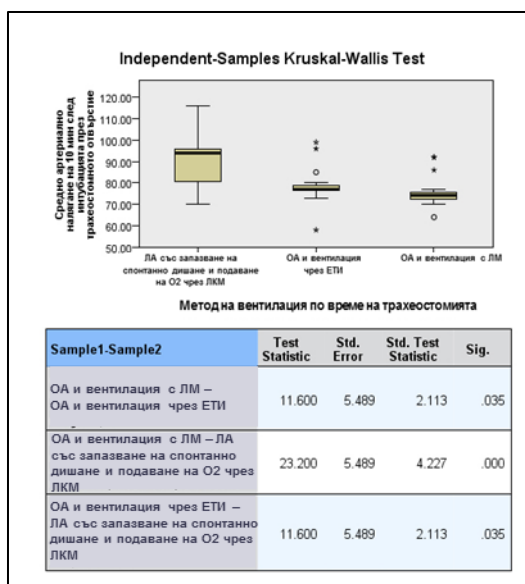 Independent-Samples Kruskal-Wallis Test
Средно артериално
налягане на 10 мин след
интубацията през
трахеостомното отвърстие
120.00
110.00
100.00
90.00
80.00
70.00
60.00
50.00
ЛА със запазване на
спонтанно дишане и подаване
на О2 чрез ЛКМ
ОА и вентилация
чрез ЕТИ
ОА и вентилация с ЛМ
Метод на вентилация по време на трахеостомията
Sample1-Sample2 Test Statistic Std. Error Std. Test Statistic Sig.
ОА и вентилация с ЛМ –
ОА и вентилация чрез ЕТИ
11.600 5.489 2.113 .035
ОА и вентилация с ЛМ – ЛА
със запазване на спонтанно
дишане и подаване на О2 чрез
ЛКМ
23.200 5.489 4.227 .000
ОА и вентилация чрез ЕТИ –
ЛА със запазване на спонтанно
дишане и подаване на О2 чрез
ЛКМ
11.600 5.489 2.113 .035